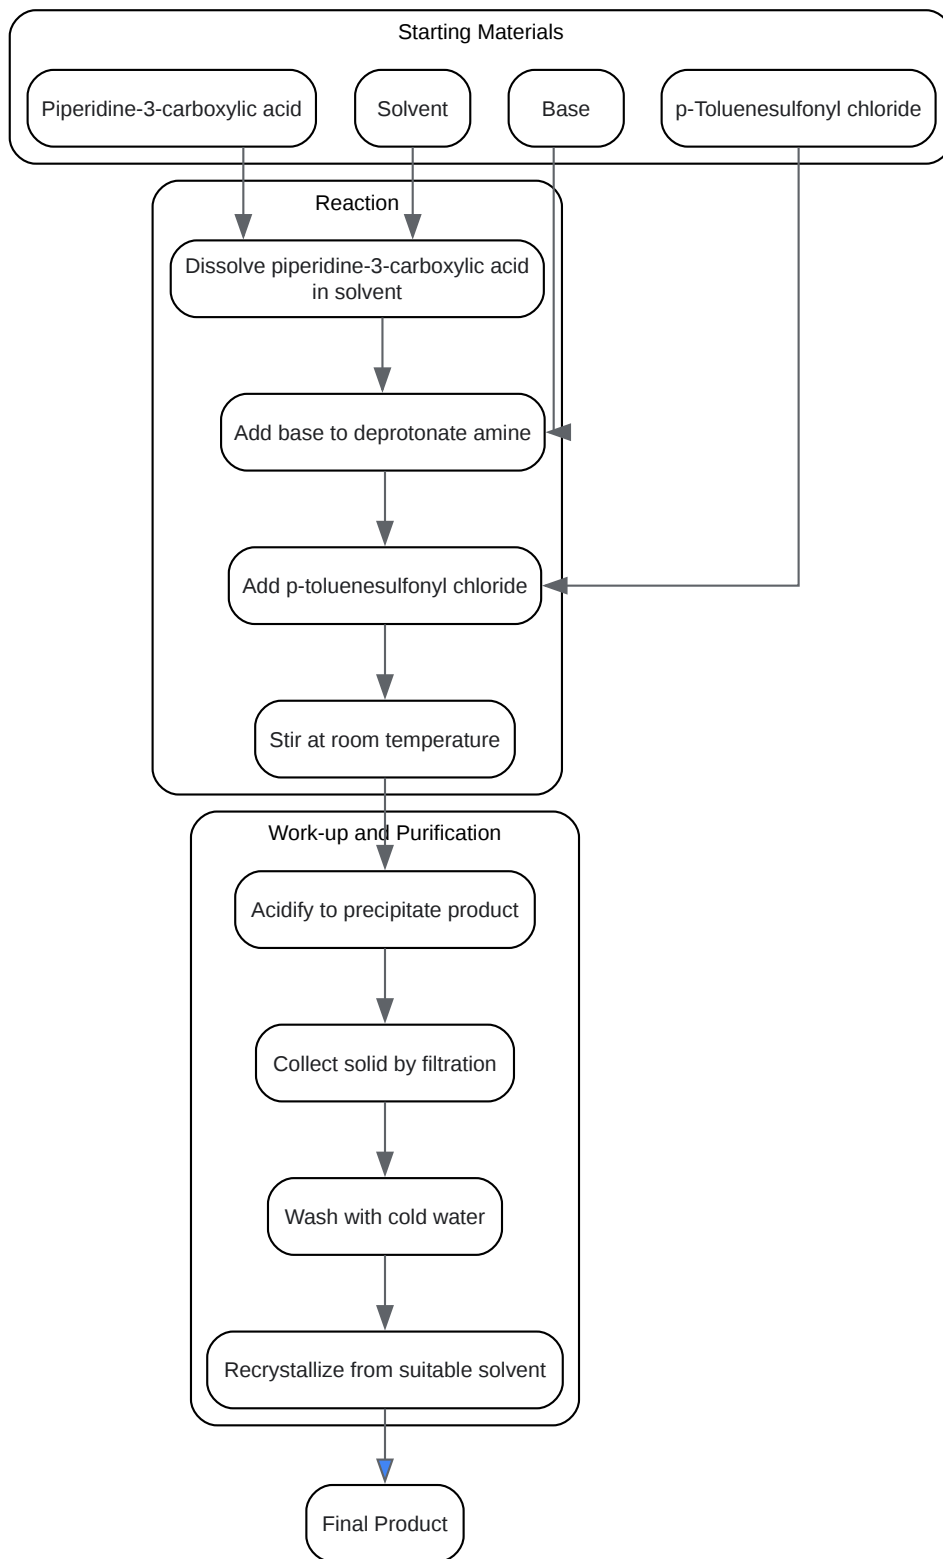 Starting Materials
Piperidine-3-carboxylic acid
Solvent
Base
p-Toluenesulfonyl chloride
Reaction
Dissolve piperidine-3-carboxylic acid
in solvent
Add base to deprotonate amine
Add p-toluenesulfonyl chloride
Stir at room temperature
Work-up and Purification
Acidify to precipitate product
Collect solid by filtration
Wash with cold water
Recrystallize from suitable solvent
Final Product